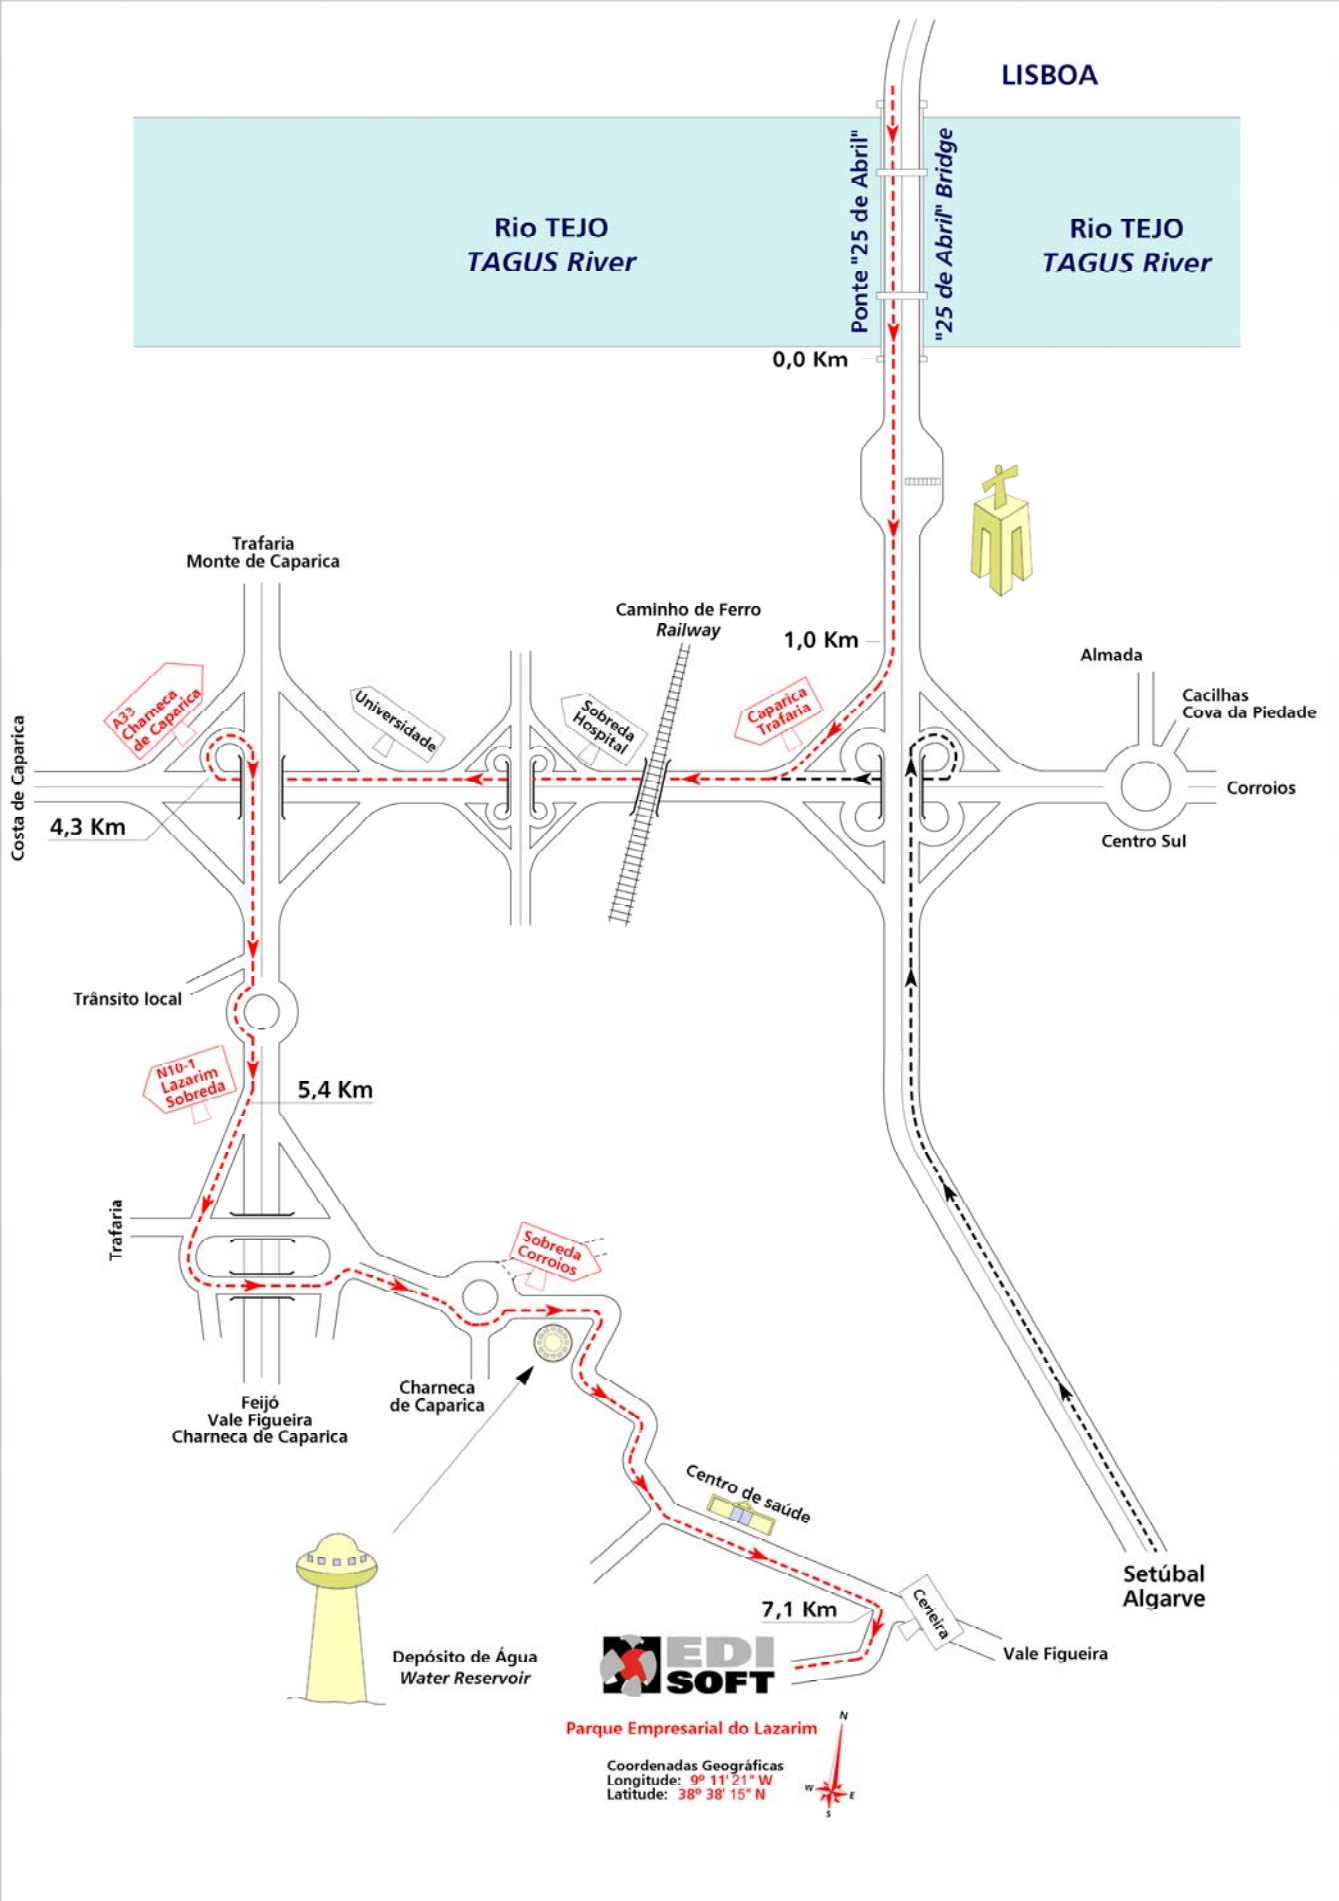 LISBOA
Ponte "25 de Abril"
"25 de Abril" Bridge
Rio TEJO
TAGUS River
Rio TEJO
TAGUS River
0,0 Km
Trafaria
Monte de Caparica
Caminho de Ferro
Railway
1,0 Km
Almada
Cacilhas
Cova da Piedade
A33
Charneca
de Caparica
Universidade
Sobreda
Hospital
Caparica
Trafaria
Costa de Caparica
Corroios
4,3 Km
Centro Sul
Trânsito local
N10-1
Lazarim
Sobreda
5,4 Km
Trafaria
Sobreda
Corroios
Charneca
de Caparica
Feijó
Vale Figueira
Charneca de Caparica
Centro de saúde
Setúbal
Algarve
7,1 Km
Cerieira
Vale Figueira
Depósito de Água
Water Reservoir
EDI
SOFT
Parque Empresarial do Lazarim
Coordenadas Geográficas
Longitude: 9º 11' 21" W
Latitude: 38º 38' 15" N
N
W
E
S